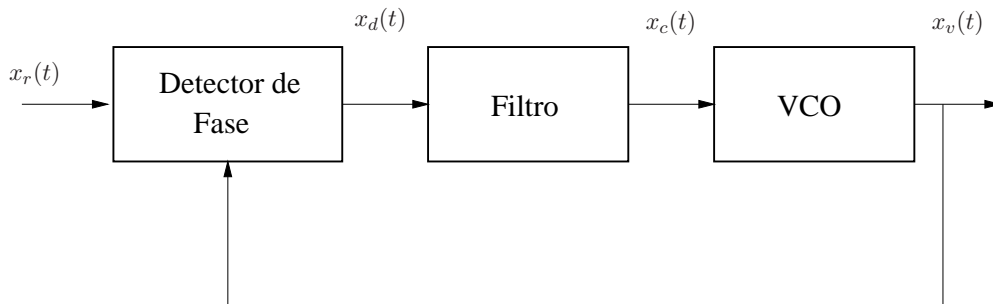 x_d(t)
x_c(t)
x_v(t)
x_r(t)
Detector de
Fase
Filtro
VCO